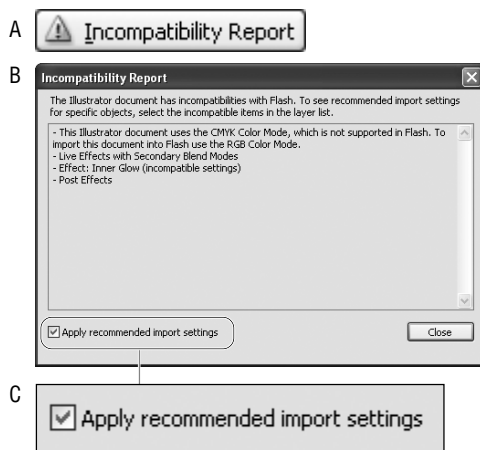 A
Incompatibility Report
B
Incompatibility Report
The Illustrator document has incompatibilities with Flash. To see recommended import settings
for specific objects, select the incompatible items in the layer list.
- This Illustrator document uses the CMYK Color Mode, which is not supported in Flash. To
import this document into Flash use the RGB Color Mode.
- Live Effects with Secondary Blend Modes
- Effect: Inner Glow (incompatible settings)
- Post Effects
Apply recommended import settings
Close
C
Apply recommended import settings